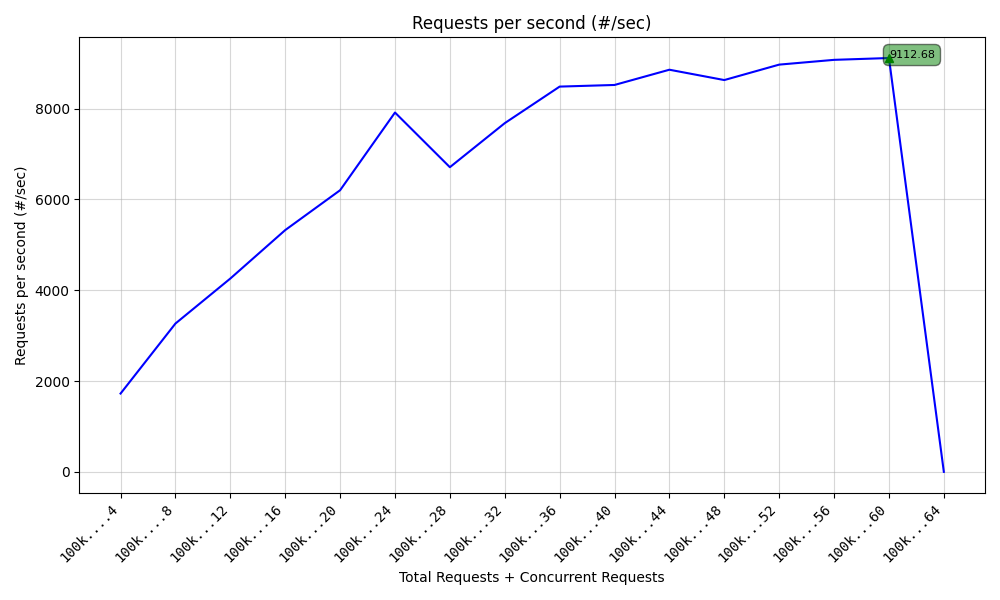 Requests per second (#/sec)
9112.68
Requests per second (#/sec)
8000
6000
4000
2000
0
100k...4
100k...8
100k...12
100k...16
100k...20
100k...24
100k...28
100k...32
100k...36
100k...40
100k...44
100k...48
100k...52
100k...56
100k...60
100k...64
Total Requests + Concurrent Requests